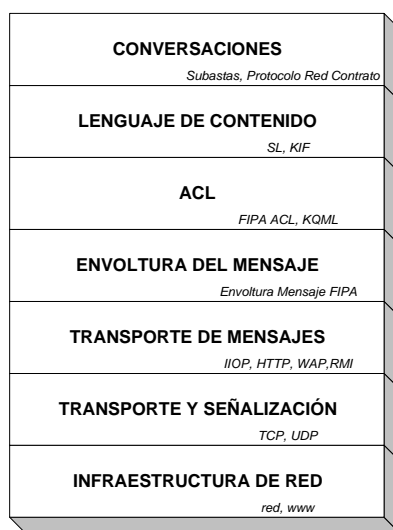 CONVERSACIONES
Subastas, Protocolo Red Contrato
LENGUAJE DE CONTENIDO
SL, KIF
ACL
FIPA ACL, KQML
ENVOLTURA DEL MENSAJE
Envoltura Mensaje FIPA
TRANSPORTE DE MENSAJES
IIOP, HTTP, WAP,RMI
TRANSPORTE Y SEÑALIZACIÓN
TCP, UDP
INFRAESTRUCTURA DE RED
red, www